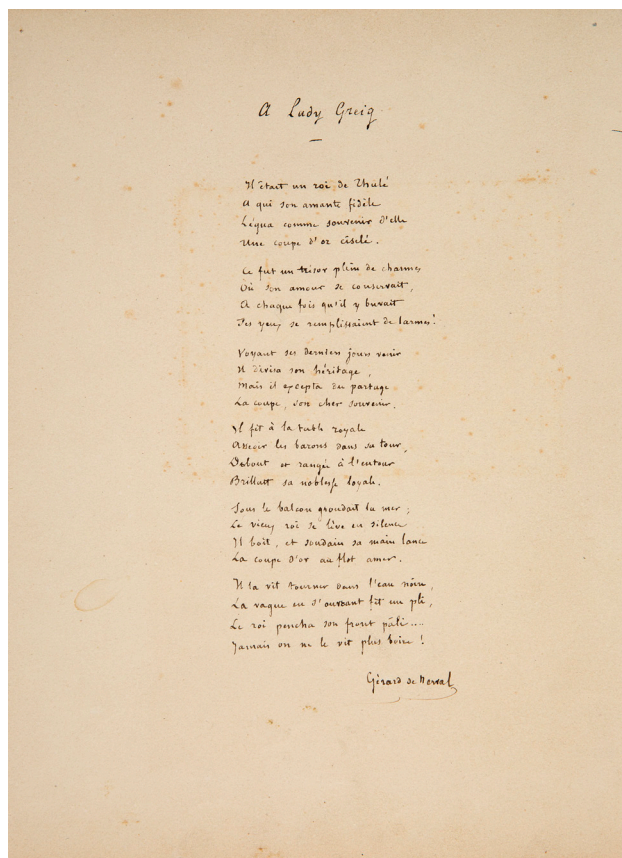 A Lady Greig
Il était un roi de Thulé
A qui son amante fidèle
Légua comme souvenir d'elle
Une coupe d'or ciselé.
Ce fut un trésor plein de charmes
Où son amour se conservait,
A chaque fois qu'il y buvait
Ses yeux se remplissaient de larmes!
Voyant ses derniers jours venir
Il divisa son héritage,
Mais il excepta du partage
La coupe, son cher souvenir.
Il fit à la table royale
Asseoir les barons dans sa tour,
Debout et rangée à l'entour
Brillait sa noblesse loyale.
Sous le balcon grondait la mer;
Le vieux roi se lève en silence
Il boit, et soudain sa main lance
La coupe d'or au flot amer.
Il la vit tourner dans l'eau noire,
La vague en s'ouvrant fit un pli,
Le roi pencha son front pâli....
Jamais on ne le vit plus boire!
Gérard de Nerval